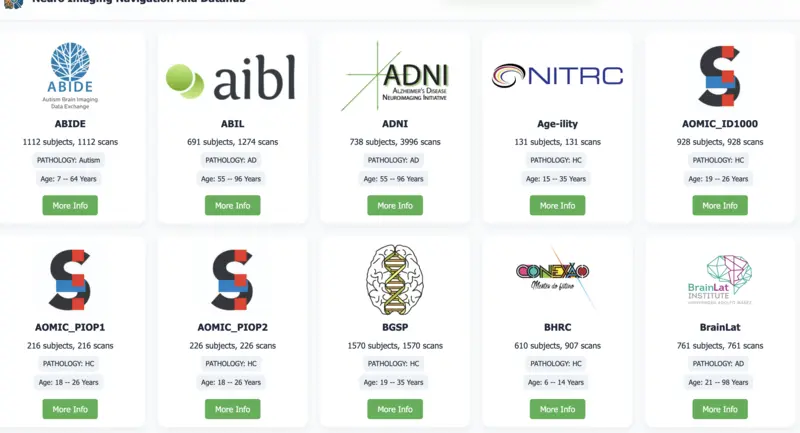 Neuro Imaging Navigation And DataHub
ABIDE
Autism Brain Imaging
Data Exchange
ABIDE
1112 subjects, 1112 scans
PATHOLOGY: Autism
Age: 7 -- 64 Years
More Info
aibl
ABIL
691 subjects, 1274 scans
PATHOLOGY: AD
Age: 55 -- 96 Years
More Info
ADNI
ALZHEIMER'S DISEASE
NEUROIMAGING INITIATIVE
ADNI
738 subjects, 3996 scans
PATHOLOGY: AD
Age: 55 -- 96 Years
More Info
NITRC
Age-ility
131 subjects, 131 scans
PATHOLOGY: HC
Age: 15 -- 35 Years
More Info
AOMIC_ID1000
928 subjects, 928 scans
PATHOLOGY: HC
Age: 19 -- 26 Years
More Info
AOMIC_PIOP1
216 subjects, 216 scans
PATHOLOGY: HC
Age: 18 -- 26 Years
More Info
AOMIC_PIOP2
226 subjects, 226 scans
PATHOLOGY: HC
Age: 18 -- 26 Years
More Info
BGSP
1570 subjects, 1570 scans
PATHOLOGY: HC
Age: 19 -- 35 Years
More Info
CONEXÃO
Mentes do futuro
BHRC
610 subjects, 907 scans
PATHOLOGY: HC
Age: 6 -- 14 Years
More Info
BrainLat
INSTITUTE
BrainLat
761 subjects, 761 scans
PATHOLOGY: AD
Age: 21 -- 98 Years
More Info